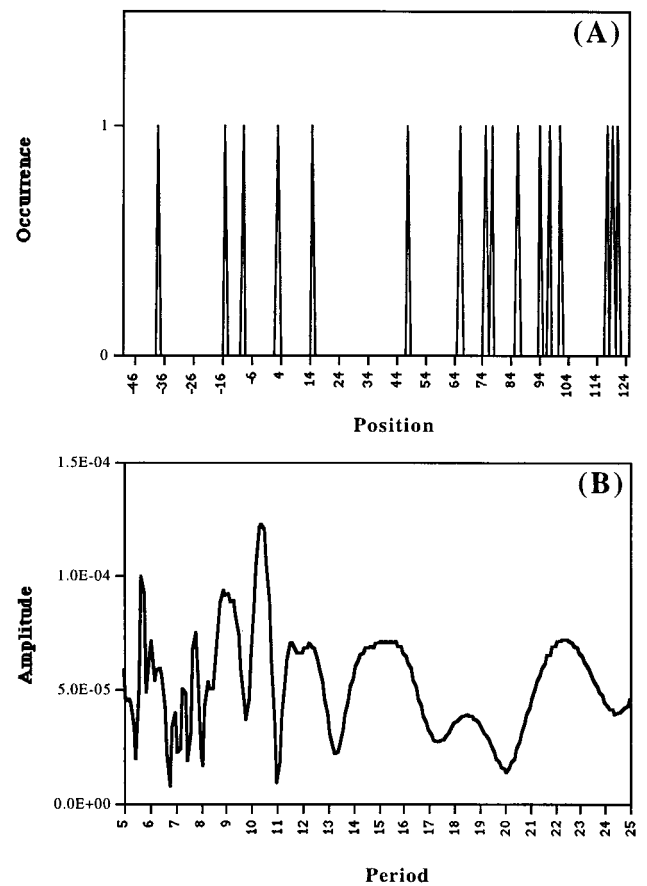 (A)
1
0
Occurrence
-46 -36 -26 -16 -6 4 14 24 34 44 54 64 74 84 94 104 114 124
Position
(B)
1.5E-04
1.0E-04
5.0E-05
0.0E+00
Amplitude
5 6 7 8 9 10 11 12 13 14 15 16 17 18 19 20 21 22 23 24 25
Period